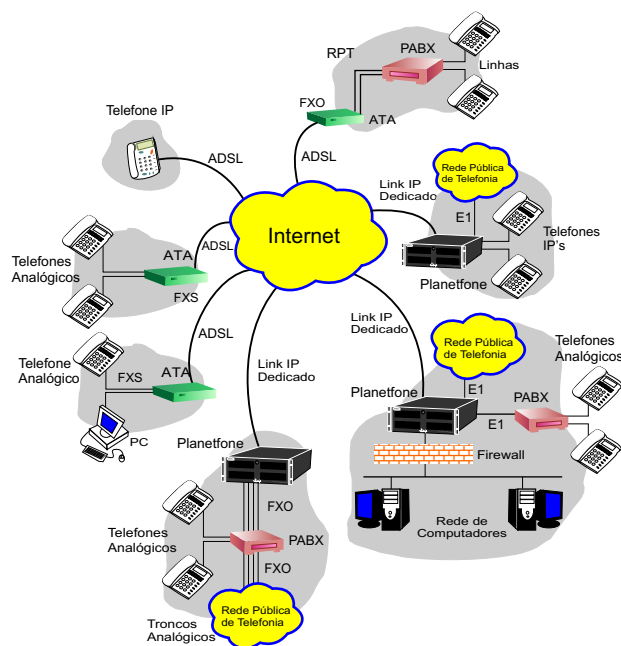 RPT
PABX
Linhas
FXO
ATA
ADSL
Telefone IP
ADSL
Rede Pública
de Telefonia
Link IP
Dedicado
E1
Telefones
IP's
Planetfone
Internet
Telefones
Analógicos
ATA
ADSL
FXS
ADSL
Link IP
Dedicado
Rede Pública
de Telefonia
Telefones
Analógicos
Telefone
Analógico
FXS
ATA
PC
Link IP
Dedicado
Planetfone
E1
E1
PABX
Firewall
Rede de
Computadores
Planetfone
FXO
Telefones
Analógicos
PABX
FXO
Troncos
Analógicos
Rede Pública
de Telefonia